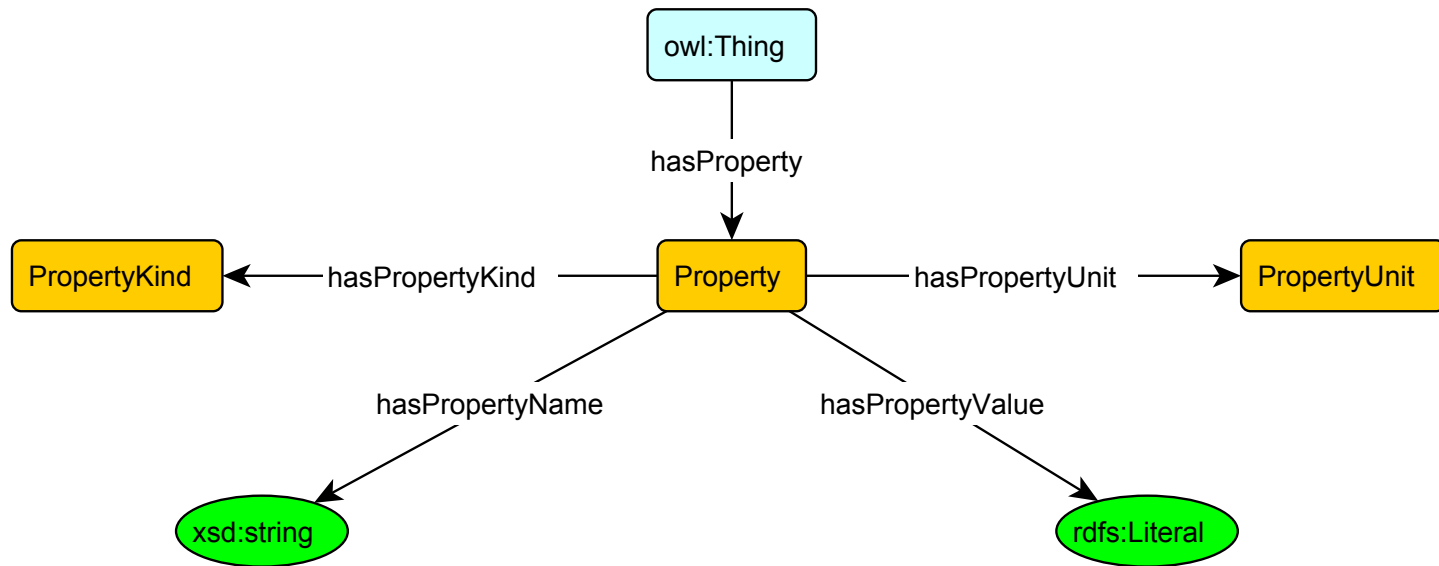 owl:Thing
hasProperty
PropertyKind
hasPropertyKind
Property
hasPropertyUnit
PropertyUnit
hasPropertyName
hasPropertyValue
xsd:string
rdfs:Literal